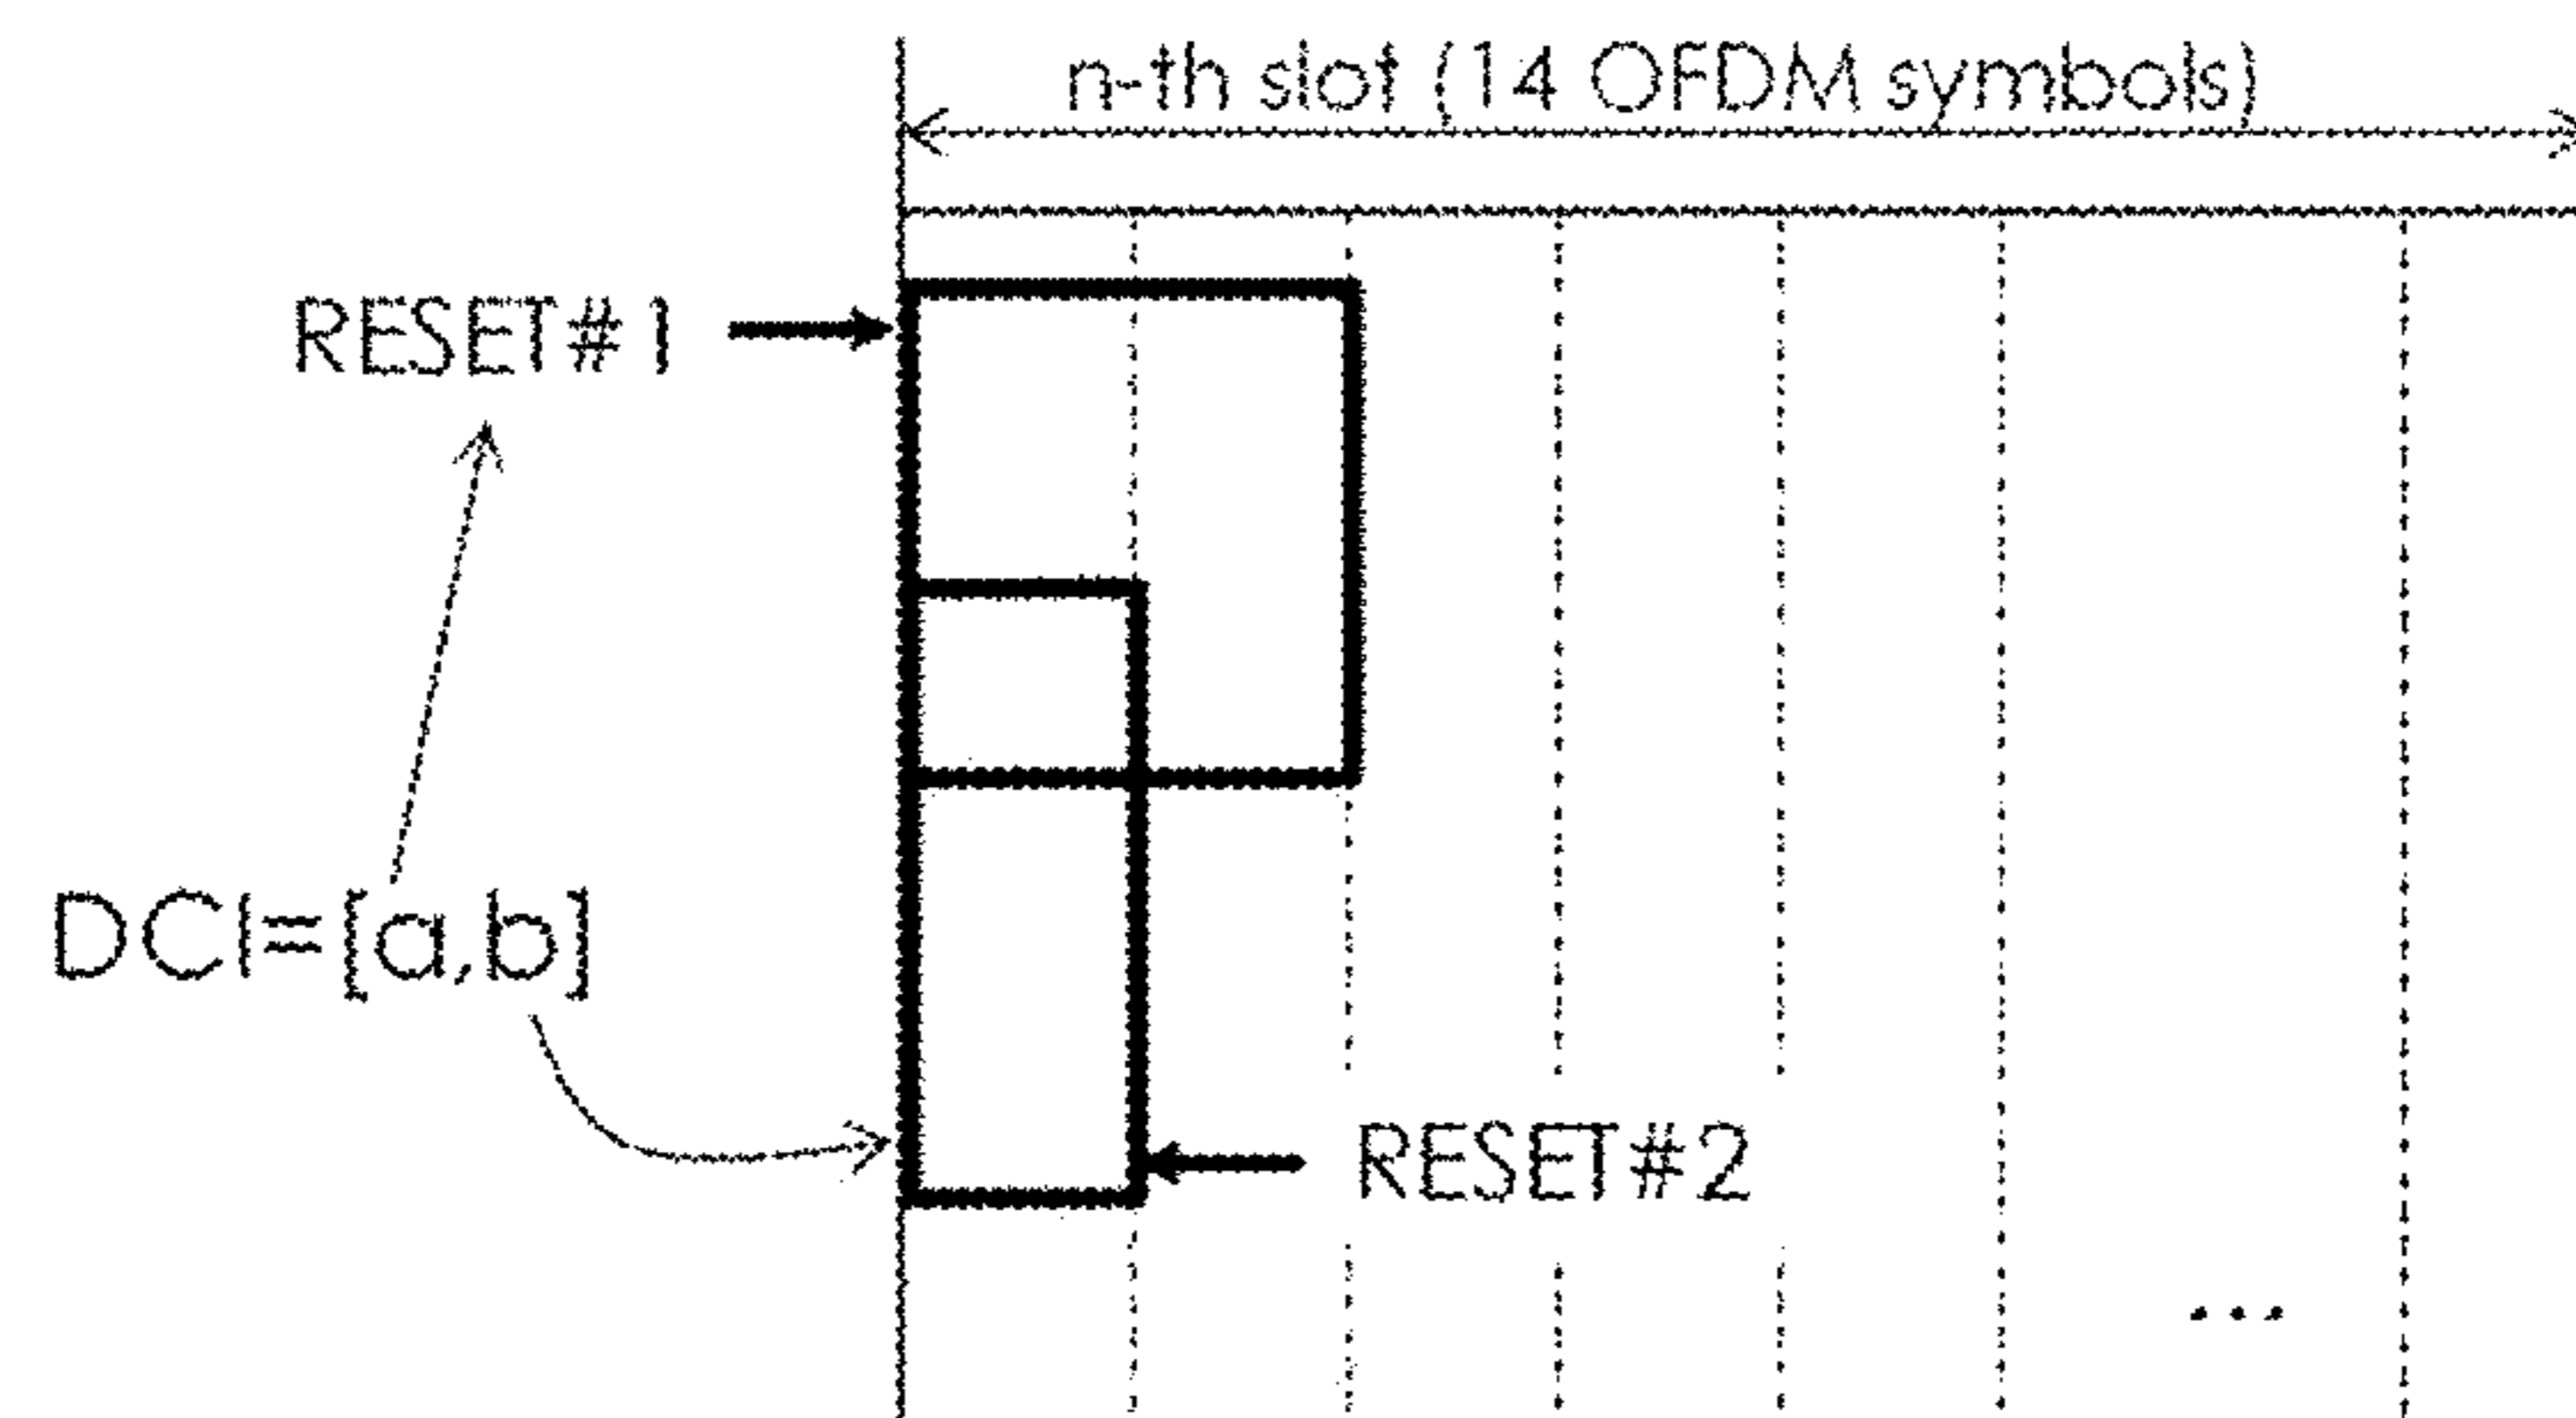 n-th slot (14 OFDM symbols)
RESET#1
DCI=[a,b]
RESET#2
...